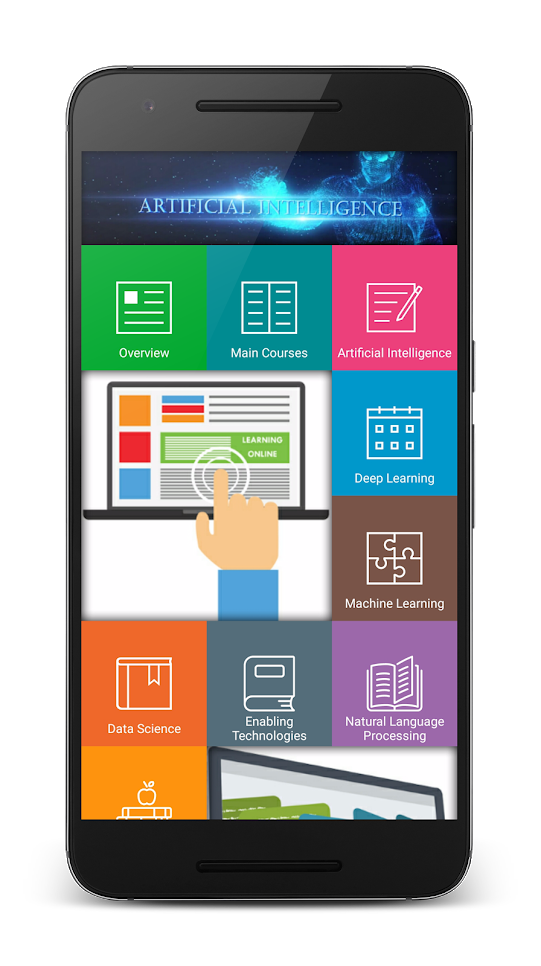 ARTIFICIAL INTELLIGENCE
Overview
Main Courses
Artificial Intelligence
LEARNING
ONLINE
Deep Learning
Machine Learning
Data Science
Enabling
Technologies
Natural Language
Processing